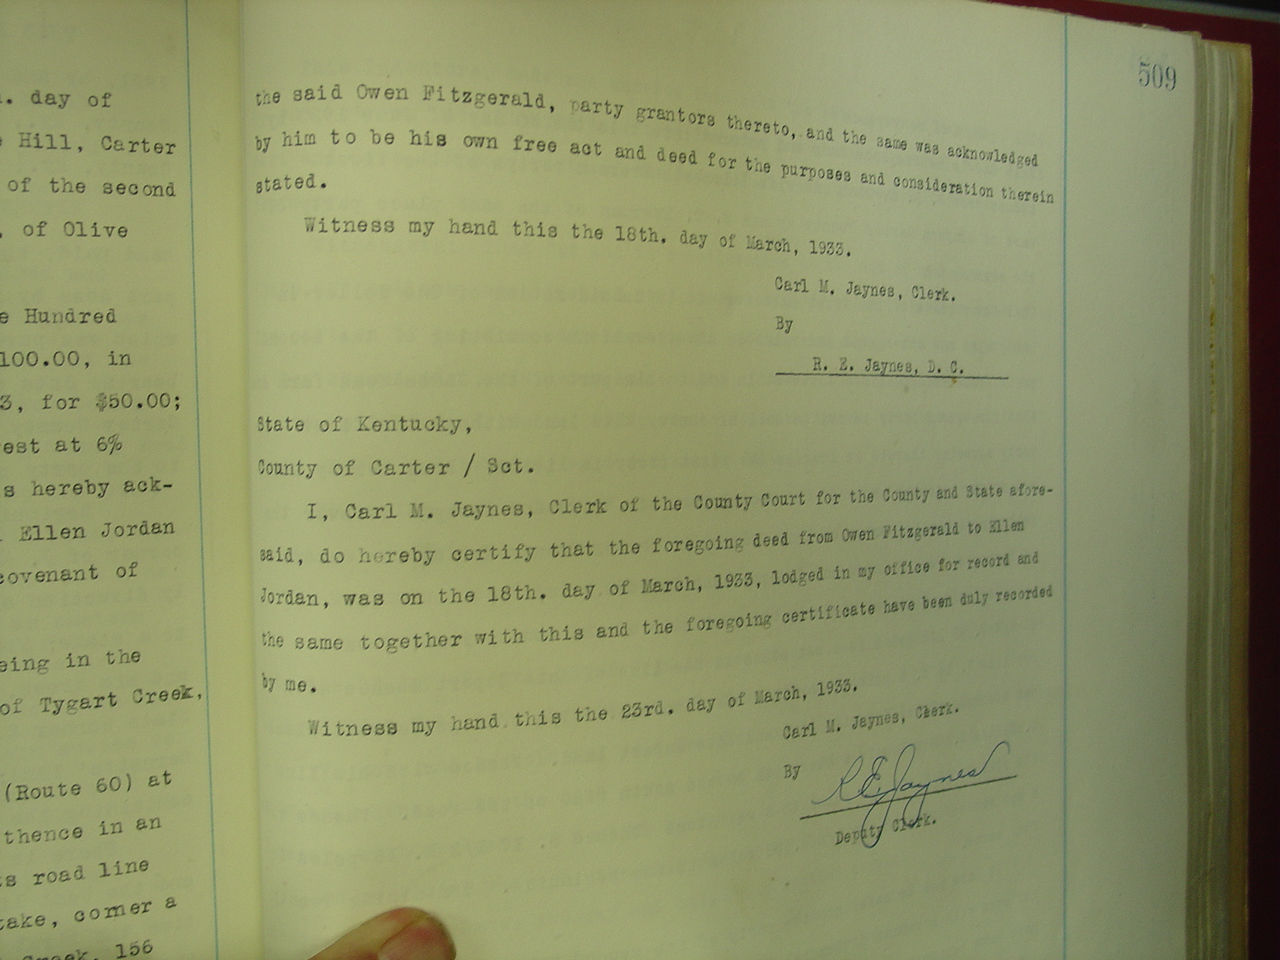 . day of
Hill, Carter
of the second
, of Olive
e Hundred
100.00, in
3, for $50.00;
est at 6%
s hereby ack-
Ellen Jordan
covenant of
eing in the
of Tygart Creek,
(Route 60) at
thence in an
s road line
take, corner a
Creek, 156
509
the said Owen Fitzgerald, party grantors thereto, and the same was acknowledged
by him to be his own free act and deed for the purposes and consideration therein
stated.
Witness my hand this the 18th. day of March, 1933.
Carl M. Jaynes, Clerk.
By
R. E. Jaynes, D. C.
State of Kentucky,
County of Carter / Sct.
I, Carl M. Jaynes, Clerk of the County Court for the County and State afore-
said, do hereby certify that the foregoing deed from Owen Fitzgerald to Ellen
Jordan, was on the 18th. day of March, 1933, lodged in my office for record and
the same together with this and the foregoing certificate have been duly recorded
by me.
Witness my hand this the 23rd. day of March, 1933.
Carl M. Jaynes, Clerk.
By R E Jaynes
Deputy Clerk.